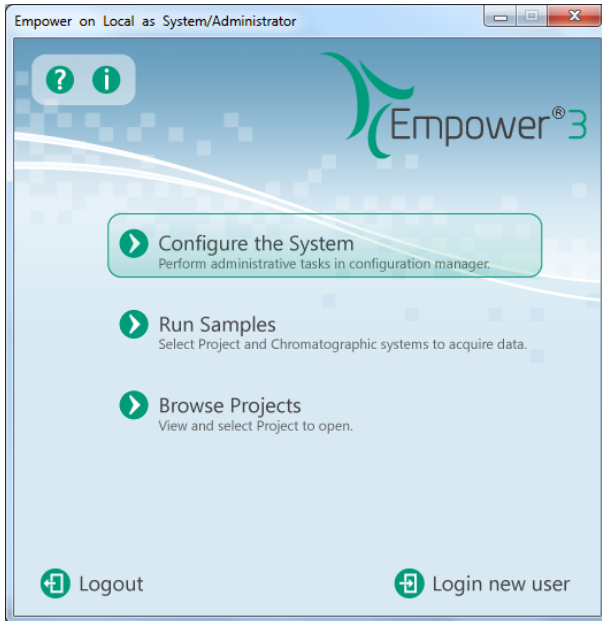 Empower on Local as System/Administrator
Empower®3
Configure the System
Perform administrative tasks in configuration manager.
Run Samples
Select Project and Chromatographic systems to acquire data.
Browse Projects
View and select Project to open.
Logout
Login new user